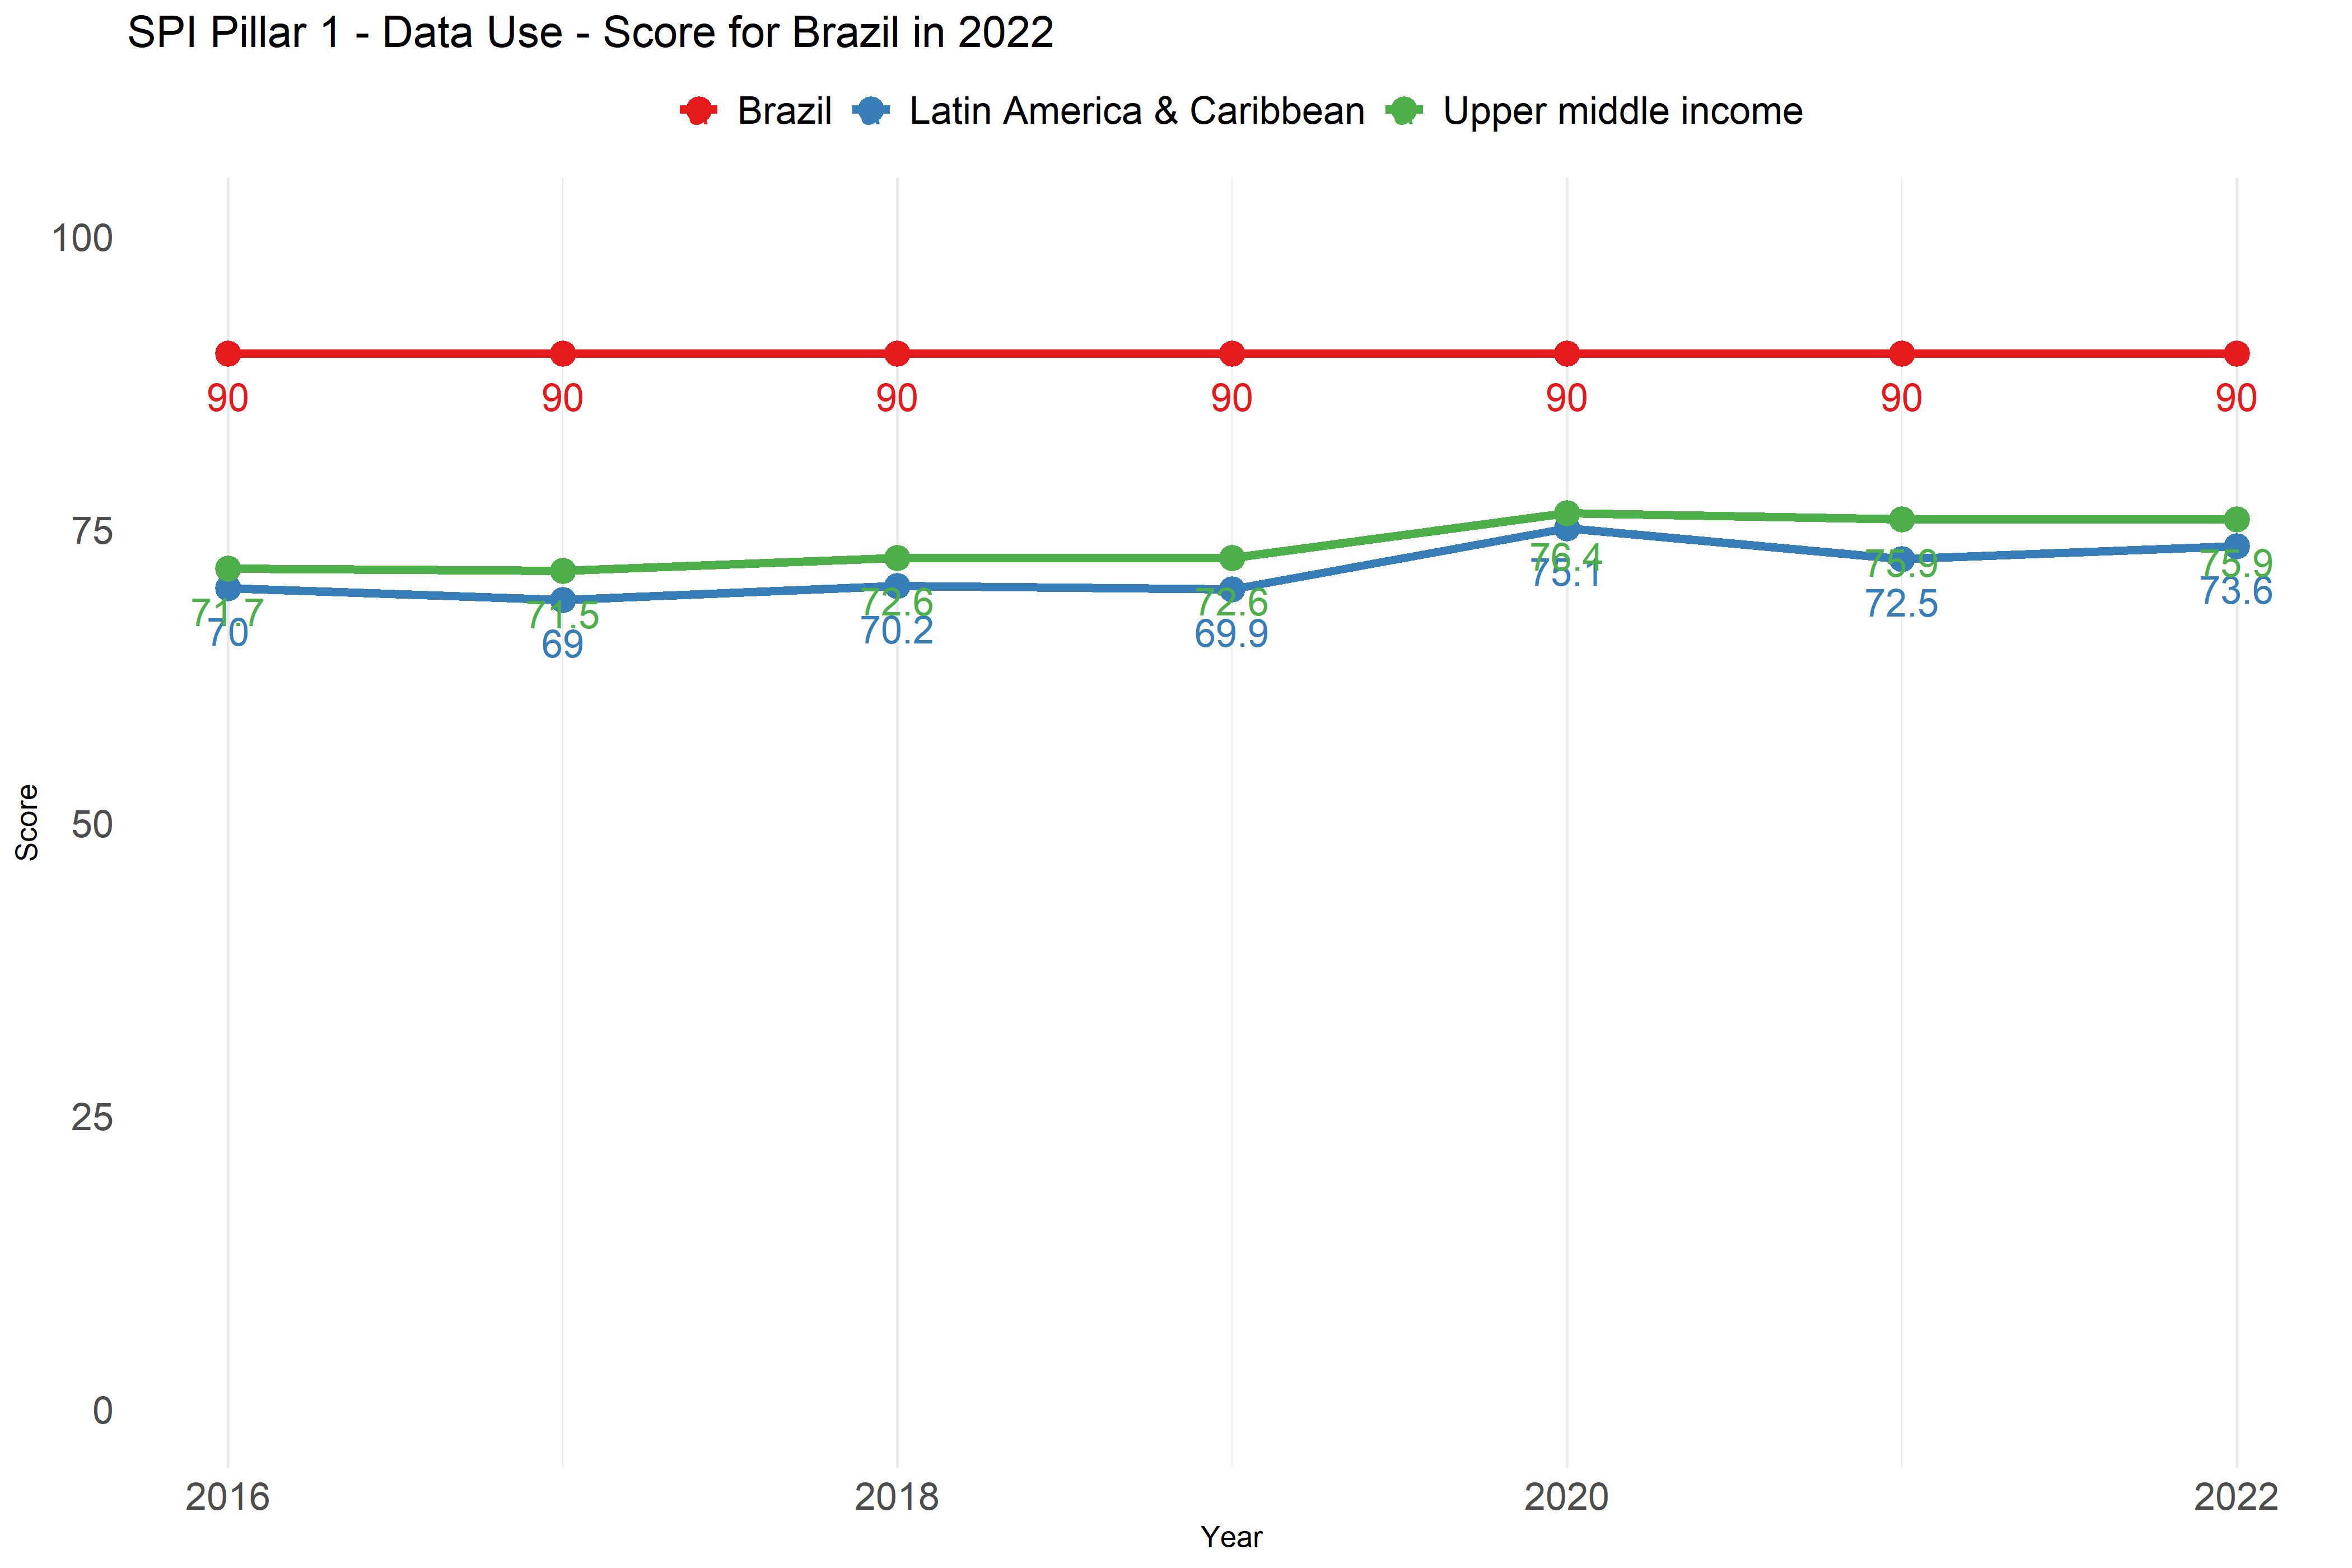 SPI Pillar 1 - Data Use - Score for Brazil in 2022
Brazil Latin America & Caribbean Upper middle income
100
90 90 90 90 90 90 90
75
76.4 75.9 75.9
75.1 72.5 73.6
71.7 71.5 72.6 72.6
70 69 70.2 69.9
Score
50
25
0
2016 2018 2020 2022
Year